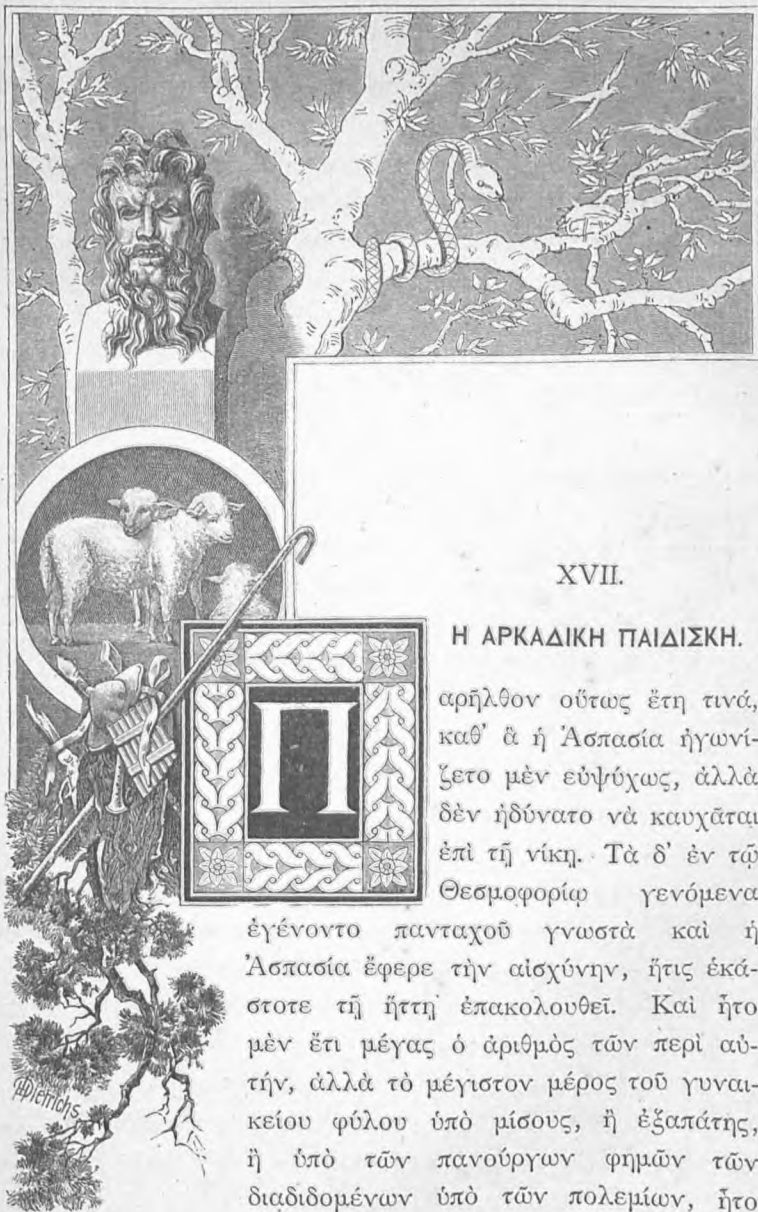 XVII.
Η ΑΡΚΑΔΙΚΗ ΠΑΙΔΙΣΚΗ.
Παρῆλθον οὕτως ἔτη τινά,
καθ' ἃ ἡ Ἀσπασία ἠγωνί-
ζετο μὲν εὐψύχως, ἀλλὰ
δὲν ἠδύνατο νὰ καυχᾶται
ἐπὶ τῇ νίκῃ. Τὰ δ' ἐν τῷ
Θεσμοφορίῳ γενόμενα
ἐγένοντο πανταχοῦ γνωστὰ καὶ ἡ
Ἀσπασία ἔφερε τὴν αἰσχύνην, ἥτις ἑκά-
στοτε τῇ ἥττῃ ἐπακολουθεῖ. Καὶ ἦτο
μὲν ἔτι μέγας ὁ ἀριθμὸς τῶν περὶ αὐ-
τήν, ἀλλὰ τὸ μέγιστον μέρος τοῦ γυναι-
κείου φύλου ὑπὸ μίσους, ἢ ἐξαπάτης,
ἢ ὑπὸ τῶν πανούργων φημῶν τῶν
διαδιδομένων ὑπὸ τῶν πολεμίων, ἦτο
Dietrichs